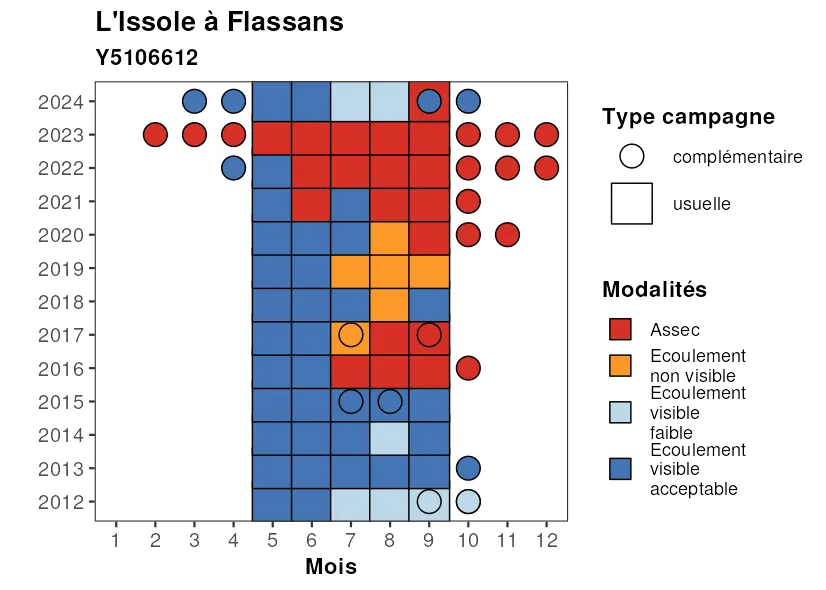 L'Issole à Flassans
Y5106612
2024
2023
2022
2021
2020
2019
2018
2017
2016
2015
2014
2013
2012
1 2 3 4 5 6 7 8 9 10 11 12
Mois
Type campagne
complémentaire
usuelle
Modalités
Assec
Ecoulement
non visible
Ecoulement
visible
faible
Ecoulement
visible
acceptable